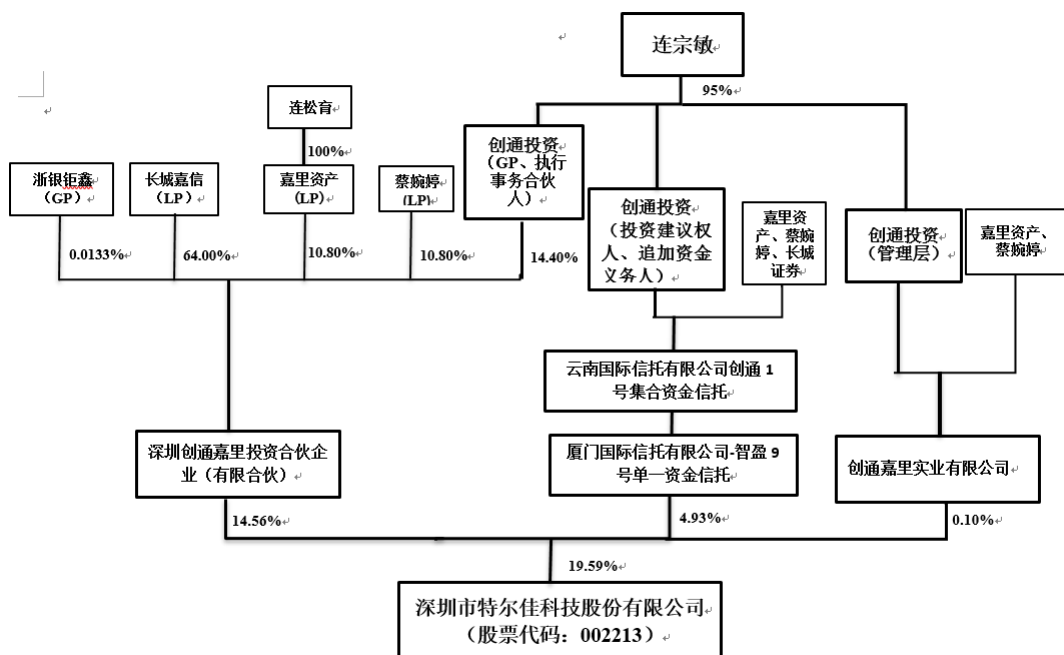 连宗敏
95%
连松育
100%
浙银钜鑫
（GP）
长城嘉信
（LP）
嘉里资产
(LP)
蔡婉婷
(LP)
创通投资
（GP、执行
事务合伙
人）
创通投资
（投资建议权
人、追加资金
义务人）
嘉里资
产、蔡婉
婷、长城
证券
创通投资
（管理层）
嘉里资产、
蔡婉婷
0.0133%
64.00%
10.80%
10.80%
14.40%
云南国际信托有限公司创通 1
号集合资金信托
深圳创通嘉里投资合伙企
业（有限合伙）
厦门国际信托有限公司-智盈 9
号单一资金信托
创通嘉里实业有限公司
14.56%
4.93%
0.10%
19.59%
深圳市特尔佳科技股份有限公司
（股票代码：002213）